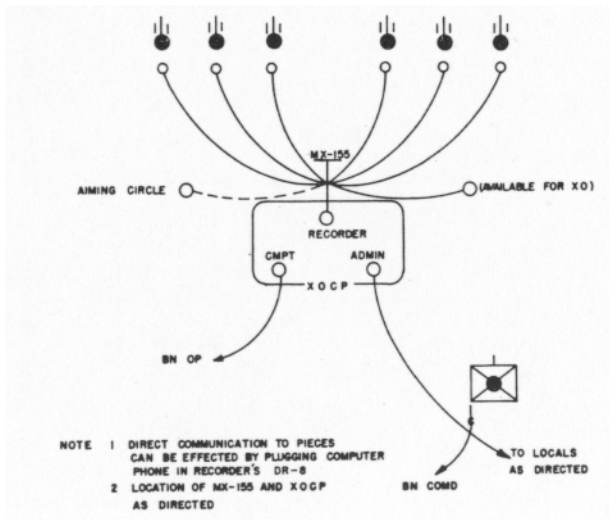 MX-155
AIMING CIRCLE
(AVAILABLE FOR XO)
RECORDER
CMPT ADMIN
XOCP
BN OP
NOTE 1 DIRECT COMMUNICATION TO PIECES
CAN BE EFFECTED BY PLUGGING COMPUTER
PHONE IN RECORDER'S DR-8
2 LOCATION OF MX-155 AND XOCP
AS DIRECTED
BN COMD
TO LOCALS
AS DIRECTED